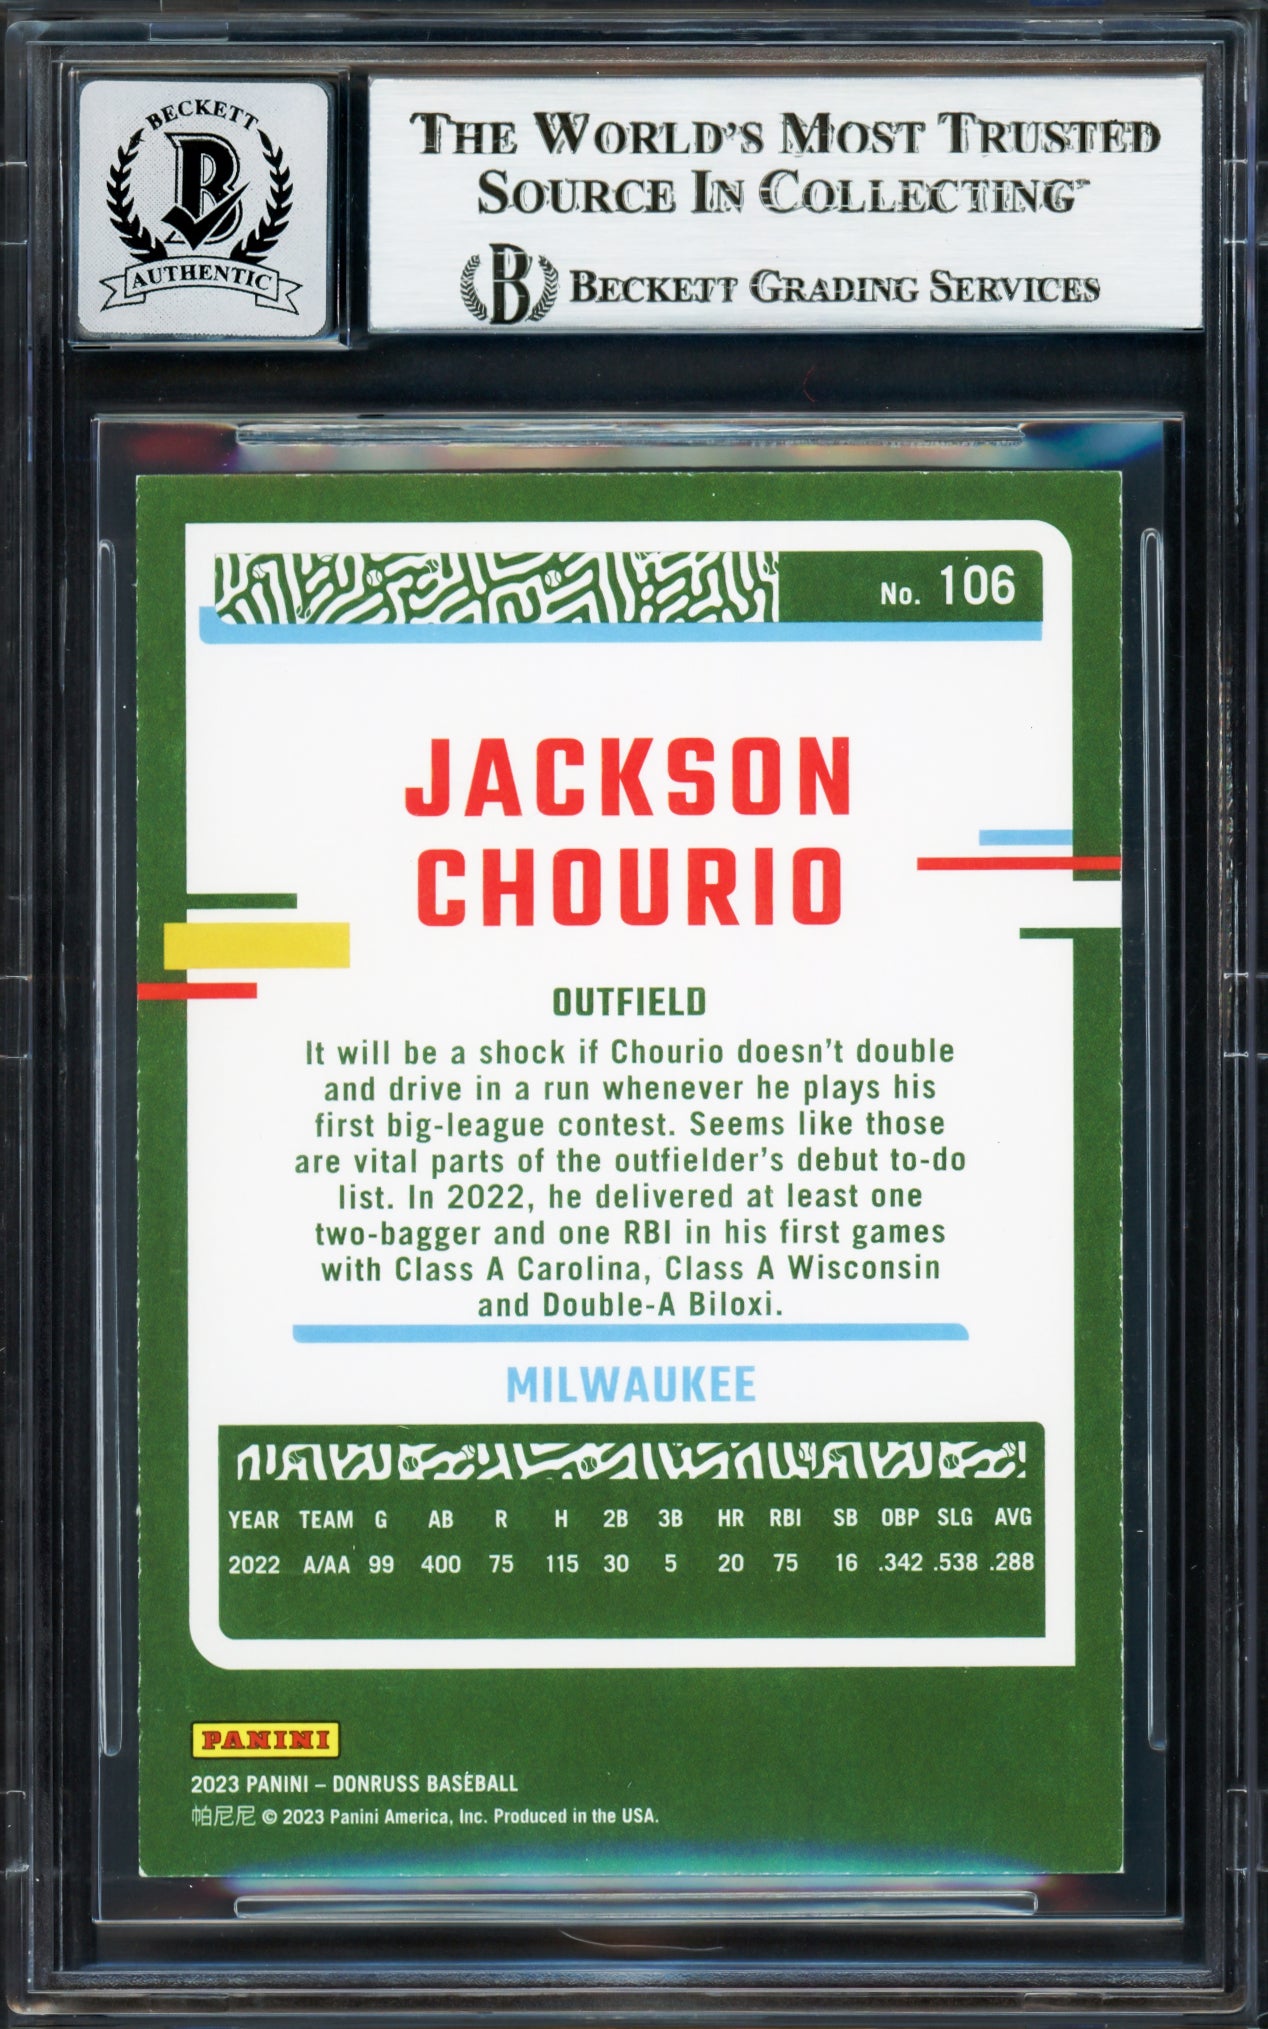 BECKETT
B
AUTHENTIC
THE WORLD'S MOST TRUSTED
SOURCE IN COLLECTING™
B BECKETT GRADING SERVICES
No. 106
JACKSON
CHOURIO
OUTFIELD
It will be a shock if Chourio doesn't double
and drive in a run whenever he plays his
first big-league contest. Seems like those
are vital parts of the outfielder's debut to-do
list. In 2022, he delivered at least one
two-bagger and one RBI in his first games
with Class A Carolina, Class A Wisconsin
and Double-A Biloxi.
MILWAUKEE
YEAR TEAM G AB R H 2B 3B HR RBI SB OBP SLG AVG
2022 A/AA 99 400 75 115 30 5 20 75 16 .342 .538 .288
PANINI
2023 PANINI – DONRUSS BASEBALL
帕尼尼 © 2023 Panini America, Inc. Produced in the USA.